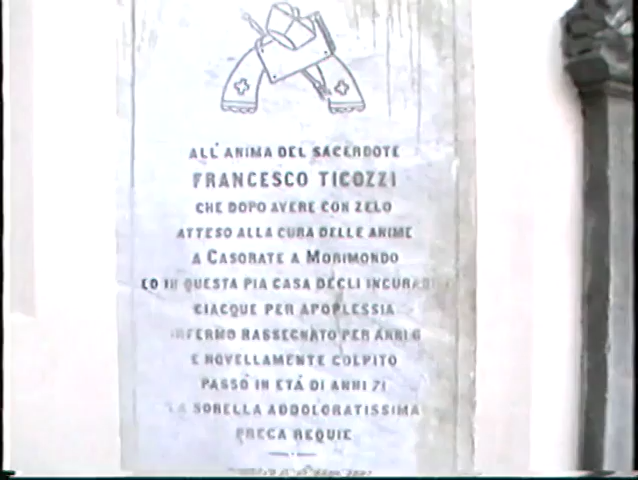 ALL'ANIMA DEL SACERDOTE
FRANCESCO TICOZZI
CHE DOPO AVERE CON ZELO
ATTESO ALLA CURA DELLE ANIME
A CASORATE A MORIMONDO
ED IN QUESTA PIA CASA DEGLI
GIACQUE PER APOPLESSIA
INFERMO RASSEGNATO PER ANNI 6
E NOVELLAMENTE COLPITO
PASSÒ IN ETÀ DI ANNI 71
LA SORELLA ADDOLORATISSIMA
PRECA REQUIE